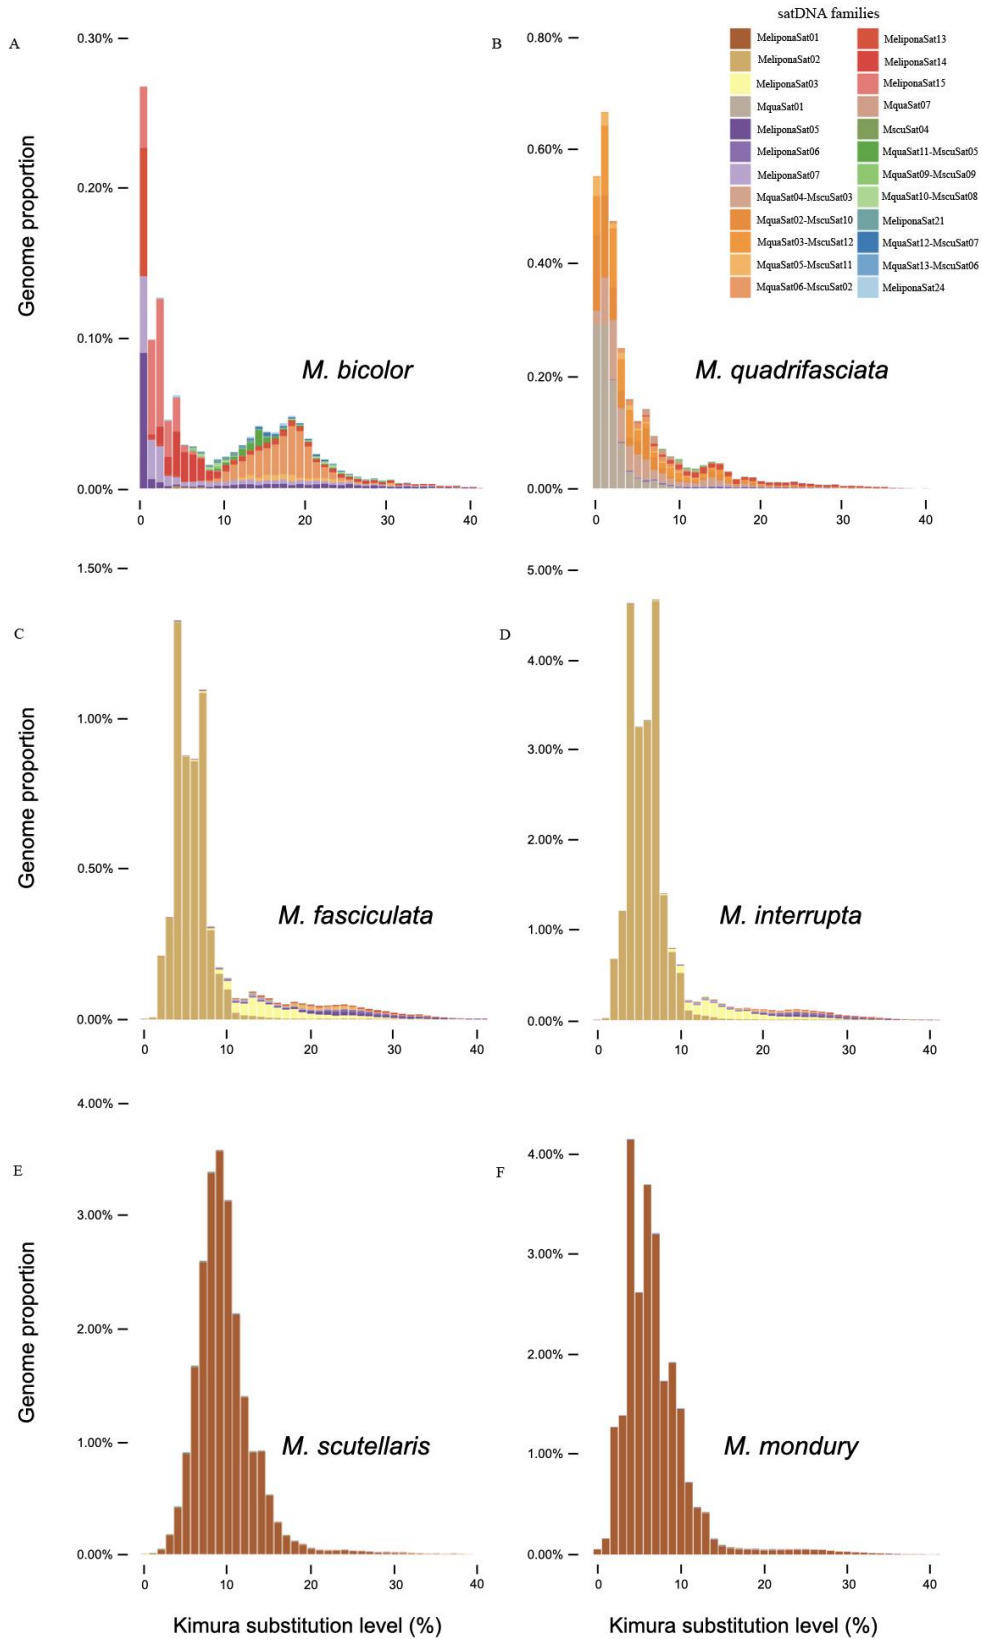 satDNA families
MeliponaSat01
MeliponaSat02
MeliponaSat03
MquaSat01
MeliponaSat05
MeliponaSat06
MeliponaSat07
MquaSat04-MscuSat03
MquaSat02-MscuSat10
MquaSat03-MscuSat12
MquaSat05-MscuSat11
MquaSat06-MscuSat02
MeliponaSat13
MeliponaSat14
MeliponaSat15
MquaSat07
MscuSat04
MquaSat11-MscuSat05
MquaSat09-MscuSa09
MquaSat10-MscuSat08
MeliponaSat21
MquaSat12-MscuSat07
MquaSat13-MscuSat06
MeliponaSat24
A
Genome proportion
0.30%
0.20%
0.10%
0.00%
M. bicolor
0 10 20 30 40
B
0.80%
0.60%
0.40%
0.20%
0.00%
M. quadrifasciata
0 10 20 30 40
C
Genome proportion
1.50%
1.00%
0.50%
0.00%
M. fasciculata
0 10 20 30 40
D
5.00%
4.00%
3.00%
2.00%
1.00%
0.00%
M. interrupta
0 10 20 30 40
E
Genome proportion
4.00%
3.00%
2.00%
1.00%
0.00%
M. scutellaris
0 10 20 30 40
Kimura substitution level (%)
F
4.00%
3.00%
2.00%
1.00%
0.00%
M. mondury
0 10 20 30 40
Kimura substitution level (%)